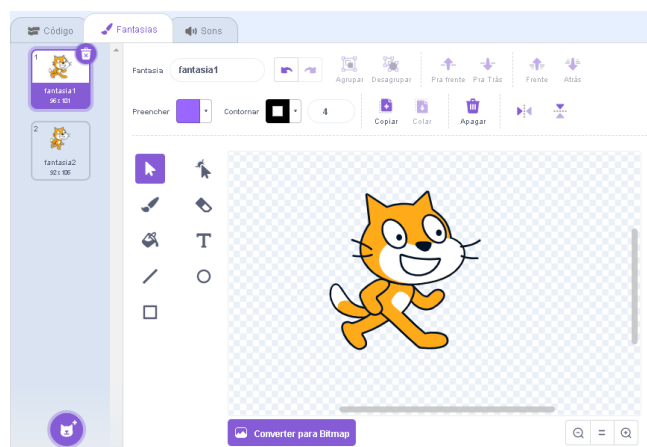 Código
Fantasias
Sons
1
fantasia1
96 x 101
2
fantasia2
92 x 106
Fantasia
fantasia1
Agrupar
Desagrupar
Pra frente
Pra Trás
Frente
Atrás
Preencher
Contornar
4
Copiar
Colar
Apagar
T
Converter para Bitmap